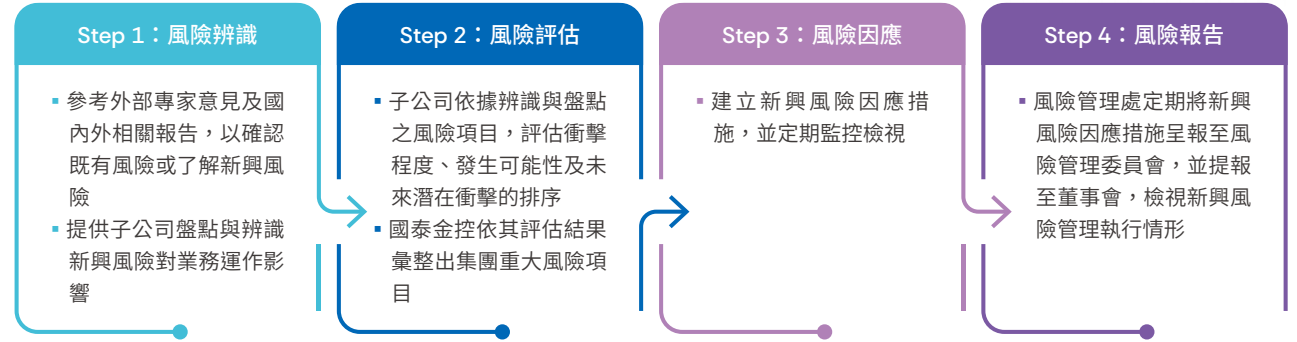 Step 1：風險辨識
▪ 參考外部專家意見及國
內外相關報告，以確認
既有風險或了解新興風
險
▪ 提供子公司盤點與辨識
新興風險對業務運作影
響
Step 2：風險評估
▪ 子公司依據辨識與盤點
之風險項目，評估衝擊
程度、發生可能性及未
來潛在衝擊的排序
▪ 國泰金控依其評估結果
彙整出集團重大風險項
目
Step 3：風險因應
▪ 建立新興風險因應措
施，並定期監控檢視
Step 4：風險報告
▪ 風險管理處定期將新興
風險因應措施呈報至風
險管理委員會，並提報
至董事會，檢視新興風
險管理執行情形